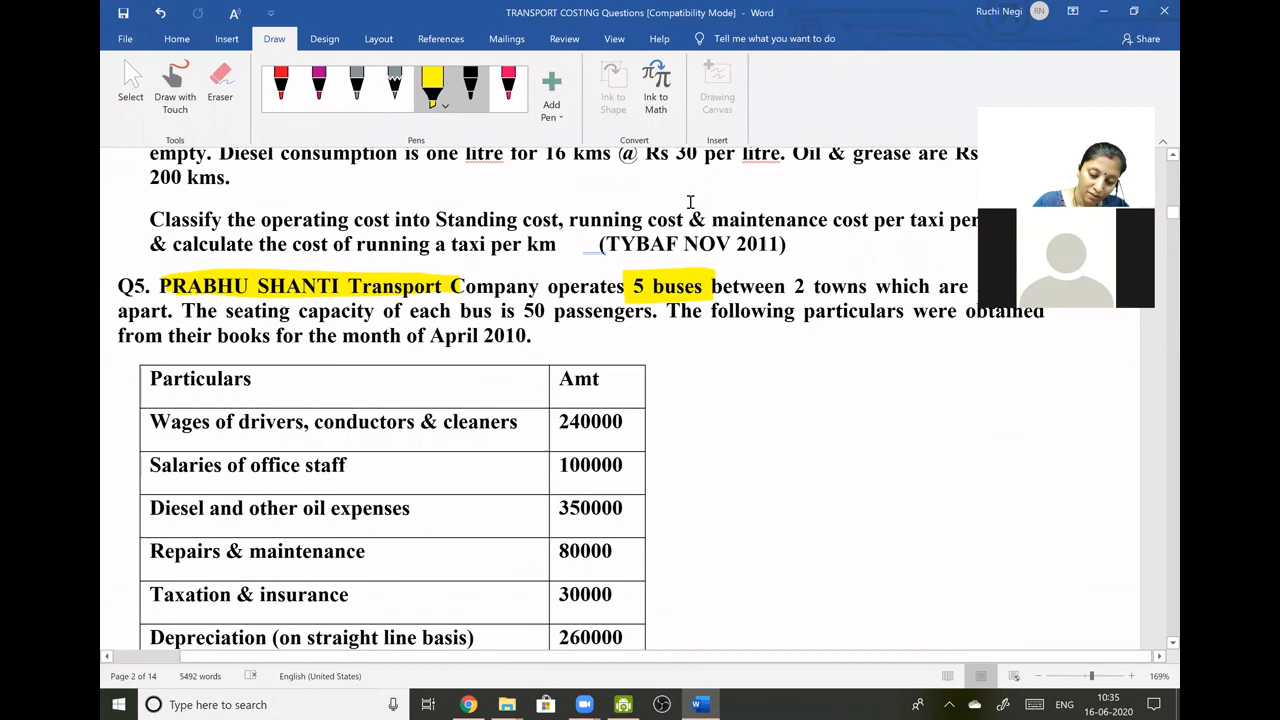 TRANSPORT COSTING Questions [Compatibility Mode] - Word
Ruchi Negi
RN
File Home Insert Draw Design Layout References Mailings Review View Help Tell me what you want to do Share
Select
Draw with Touch
Eraser
Add Pen
Ink to Shape
Ink to Math
Drawing Canvas
Tools Pens Convert Insert
empty. Diesel consumption is one litre for 16 kms @ Rs 30 per litre. Oil & grease are Rs
200 kms.
Classify the operating cost into Standing cost, running cost & maintenance cost per taxi per
& calculate the cost of running a taxi per km (TYBAF NOV 2011)
Q5. PRABHU SHANTI Transport Company operates 5 buses between 2 towns which are
apart. The seating capacity of each bus is 50 passengers. The following particulars were obtained
from their books for the month of April 2010.
Particulars Amt
Wages of drivers, conductors & cleaners 240000
Salaries of office staff 100000
Diesel and other oil expenses 350000
Repairs & maintenance 80000
Taxation & insurance 30000
Depreciation (on straight line basis) 260000
Page 2 of 14 5492 words English (United States) 169%
Type here to search
ENG
10:35
16-06-2020